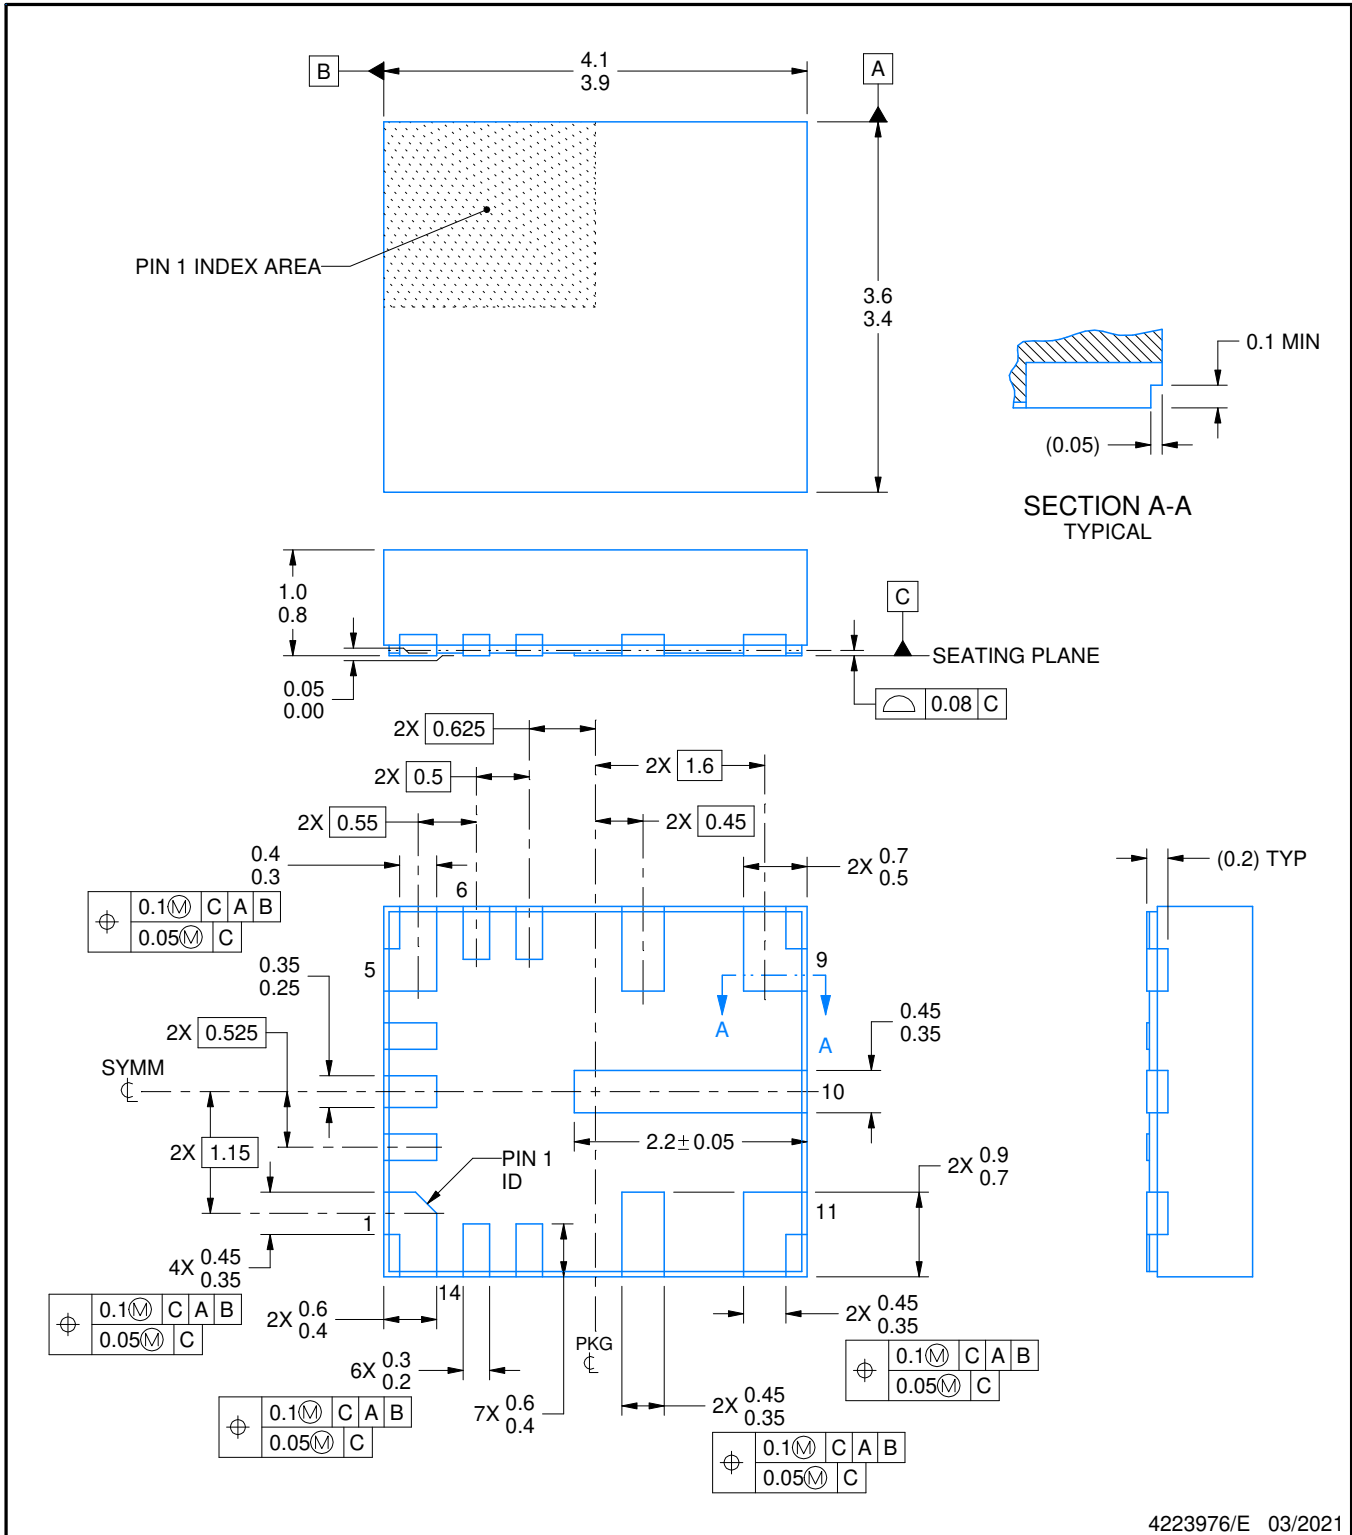 B
4.1
3.9
A
PIN 1 INDEX AREA
3.6
3.4
0.1 MIN
(0.05)
SECTION A-A
TYPICAL
1.0
0.8
C
SEATING PLANE
0.05
0.00
0.08 C
2X 0.625
2X 1.6
2X 0.5
2X 0.55
2X 0.45
0.4
0.3
2X 0.7
0.5
(0.2) TYP
6
0.1Ⓜ C A B
0.05Ⓜ C
5
9
0.35
0.25
0.45
0.35
A
A
2X 0.525
SYMM
℄
10
2X 1.15
2.2±0.05
PIN 1
ID
2X 0.9
0.7
1
11
4X 0.45
0.35
14
0.1Ⓜ C A B
0.05Ⓜ C
2X 0.6
0.4
2X 0.45
0.35
PKG
℄
0.1Ⓜ C A B
0.05Ⓜ C
6X 0.3
0.2
7X 0.6
0.4
2X 0.45
0.35
0.1Ⓜ C A B
0.05Ⓜ C
0.1Ⓜ C A B
0.05Ⓜ C
4223976/E 03/2021